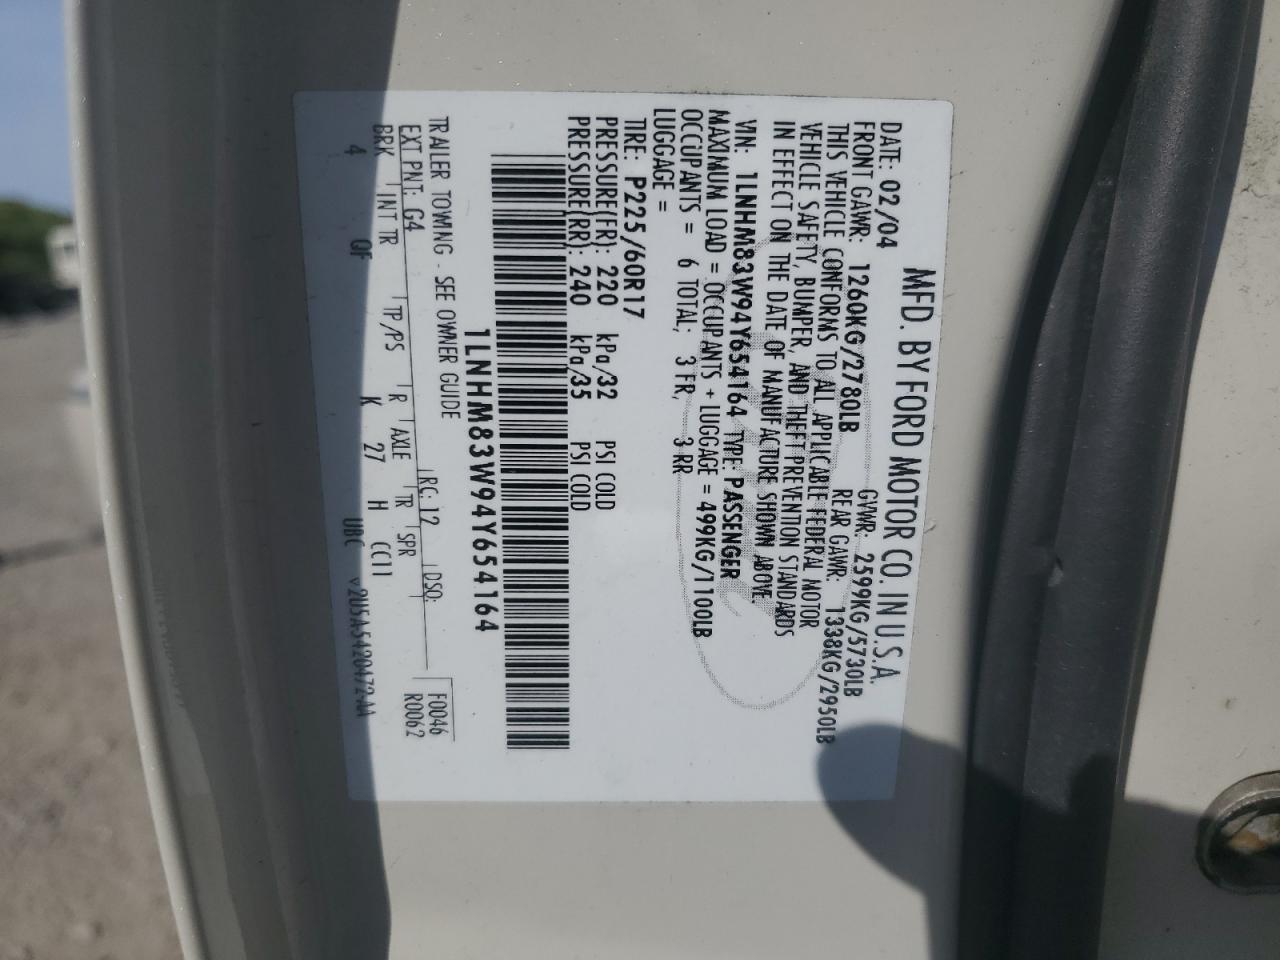 MFD. BY FORD MOTOR CO. IN U.S.A.
DATE: 02/04 GVWR: 2599KG/5730LB
FRONT GAWR: 1260KG/2780LB REAR GAWR: 1338KG/2950LB
THIS VEHICLE CONFORMS TO ALL APPLICABLE FEDERAL MOTOR
VEHICLE SAFETY, BUMPER, AND THEFT PREVENTION STANDARDS
IN EFFECT ON THE DATE OF MANUFACTURE SHOWN ABOVE.
VIN: 1LNHM83W94Y654164 TYPE: PASSENGER
MAXIMUM LOAD = OCCUPANTS + LUGGAGE = 499KG/1100LB
OCCUPANTS = 6 TOTAL, 3 FR, 3 RR
LUGGAGE =
TIRE: P225/60R17
PRESSURE(FR): 220 kPa/32 PSI COLD
PRESSURE(RR): 240 kPa/35 PSI COLD
1LNHM83W94Y654164
TRAILER TOWING - SEE OWNER GUIDE
EXT PNT: G4 RC: 12 DSO: F0046
R0062
BRK INT TR TP/PS R AXLE TR SPR
4 QF K 27 H CC11
UBC v2U5A5420472-AA